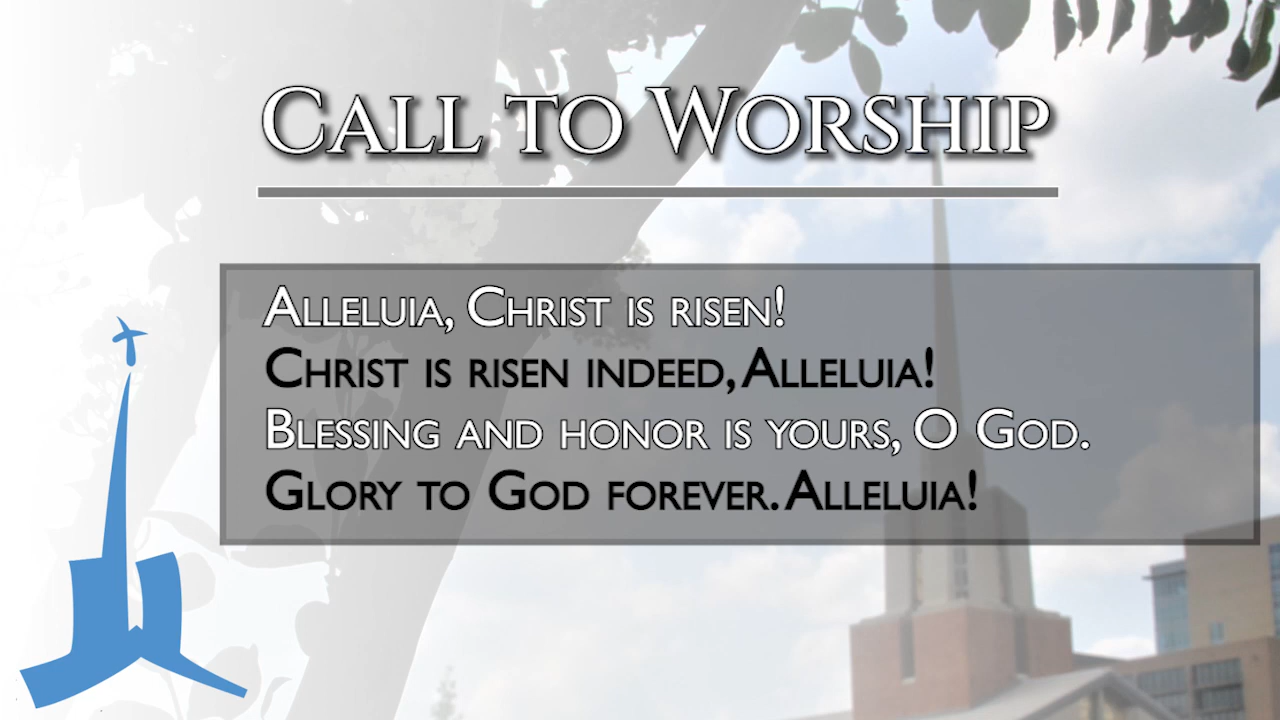 Call to Worship
Alleluia, Christ is risen!
Christ is risen indeed, Alleluia!
Blessing and honor is yours, O God.
Glory to God forever. Alleluia!